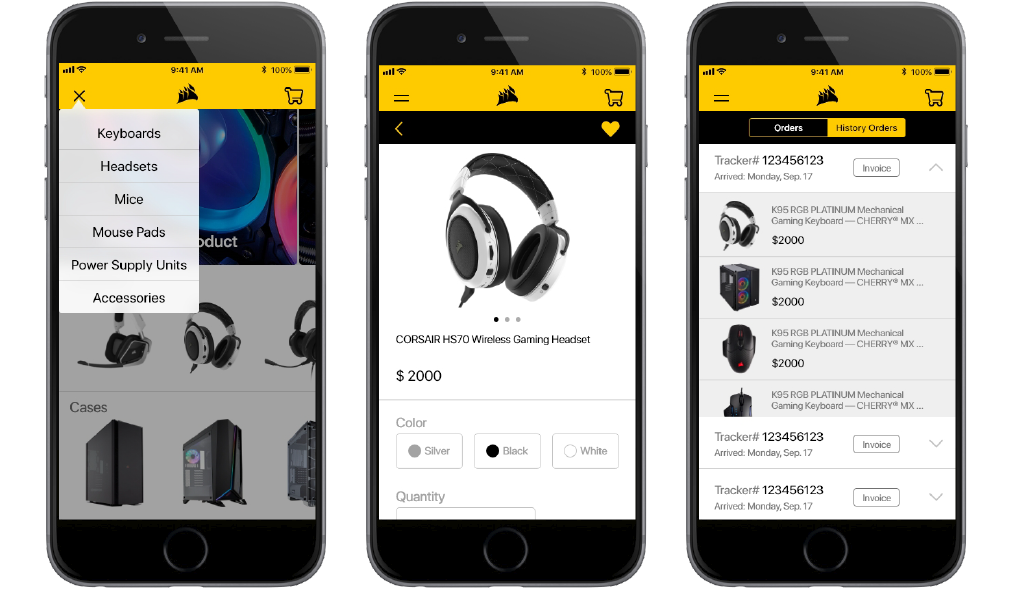 9:41 AM
100%
Keyboards
Headsets
Mice
Mouse Pads
Power Supply Units
Accessories
oduct
Cases
9:41 AM
100%
CORSAIR HS70 Wireless Gaming Headset
$ 2000
Color
Silver
Black
White
Quantity
9:41 AM
100%
Orders
History Orders
Tracker# 123456123
Arrived: Monday, Sep. 17
Invoice
K95 RGB PLATINUM Mechanical
Gaming Keyboard — CHERRY® MX ...
$2000
K95 RGB PLATINUM Mechanical
Gaming Keyboard — CHERRY® MX ...
$2000
K95 RGB PLATINUM Mechanical
Gaming Keyboard — CHERRY® MX ...
$2000
K95 RGB PLATINUM Mechanical
Gaming Keyboard — CHERRY® MX ...
Tracker# 123456123
Arrived: Monday, Sep. 17
Invoice
Tracker# 123456123
Arrived: Monday, Sep. 17
Invoice